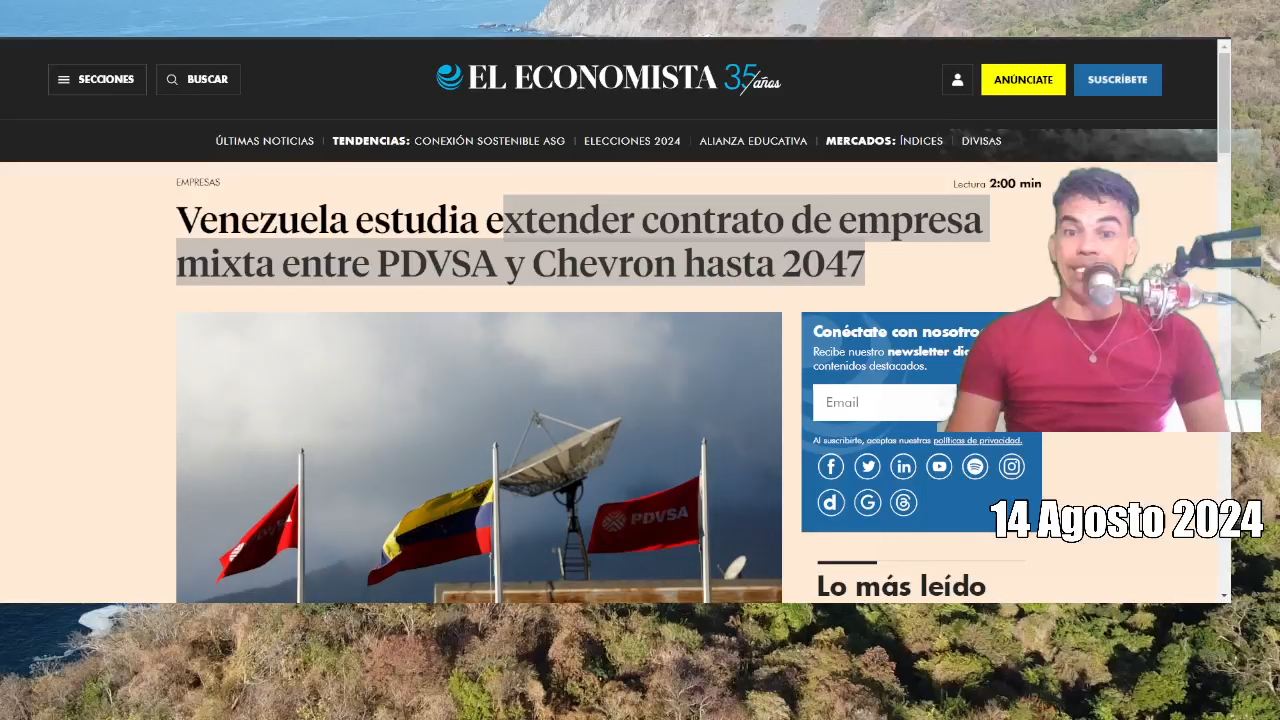 SECCIONES
BUSCAR
EL ECONOMISTA 35 años
ANÚNCIATE
SUSCRÍBETE
ÚLTIMAS NOTICIAS | TENDENCIAS: CONEXIÓN SOSTENIBLE ASG | ELECCIONES 2024 | ALIANZA EDUCATIVA | MERCADOS: ÍNDICES | DIVISAS
EMPRESAS
Lectura 2:00 min
Venezuela estudia extender contrato de empresa
mixta entre PDVSA y Chevron hasta 2047
PDVSA
Conéctate con nosotro
Recibe nuestro newsletter
contenidos destacados.
Email
Al suscribirte, aceptas nuestras políticas de privacidad.
14 Agosto 2024
Lo más leído